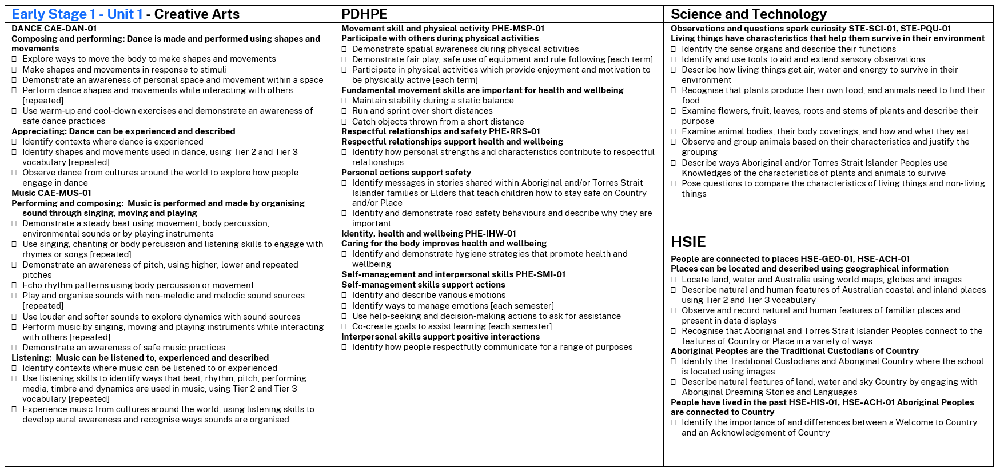 Early Stage 1 - Unit 1 - Creative Arts
DANCE CAE-DAN-01
Composing and performing: Dance is made and performed using shapes and
movements
□ Explore ways to move the body to make shapes and movements
□ Make shapes and movements in response to stimuli
□ Demonstrate an awareness of personal space and movement within a space
□ Perform dance shapes and movements while interacting with others
[repeated]
□ Use warm-up and cool-down exercises and demonstrate an awareness of
safe dance practices
Appreciating: Dance can be experienced and described
□ Identify contexts where dance is experienced
□ Identify shapes and movements used in dance, using Tier 2 and Tier 3
vocabulary [repeated]
□ Observe dance from cultures around the world to explore how people
engage in dance
Music CAE-MUS-01
Performing and composing:  Music is performed and made by organising
sound through singing, moving and playing
□ Demonstrate a steady beat using movement, body percussion,
environmental sounds or by playing instruments
□ Use singing, chanting or body percussion and listening skills to engage with
rhymes or songs [repeated]
□ Demonstrate an awareness of pitch, using higher, lower and repeated
pitches
□ Echo rhythm patterns using body percussion or movement
□ Play and organise sounds with non-melodic and melodic sound sources
[repeated]
□ Use louder and softer sounds to explore dynamics with sound sources
□ Perform music by singing, moving and playing instruments while interacting
with others [repeated]
□ Demonstrate an awareness of safe music practices
Listening:  Music can be listened to, experienced and described
□ Identify contexts where music can be listened to or experienced
□ Use listening skills to identify ways that beat, rhythm, pitch, performing
media, timbre and dynamics are used in music, using Tier 2 and Tier 3
vocabulary [repeated]
□ Experience music from cultures around the world, using listening skills to
develop aural awareness and recognise ways sounds are organised
PDHPE
Movement skill and physical activity PHE-MSP-01
Participate with others during physical activities
□ Demonstrate spatial awareness during physical activities
□ Demonstrate fair play, safe use of equipment and rule following [each term]
□ Participate in physical activities which provide enjoyment and motivation to
be physically active [each term]
Fundamental movement skills are important for health and wellbeing
□ Maintain stability during a static balance
□ Run and sprint over short distances
□ Catch objects thrown from a short distance
Respectful relationships and safety PHE-RRS-01
Respectful relationships support health and wellbeing
□ Identify how personal strengths and characteristics contribute to respectful
relationships
Personal actions support safety
□ Identify messages in stories shared within Aboriginal and/or Torres Strait
Islander families or Elders that teach children how to stay safe on Country
and/or Place
□ Identify and demonstrate road safety behaviours and describe why they are
important
Identity, health and wellbeing PHE-IHW-01
Caring for the body improves health and wellbeing
□ Identify and demonstrate hygiene strategies that promote health and
wellbeing
Self-management and interpersonal skills PHE-SMI-01
Self-management skills support actions
□ Identify and describe various emotions
□ Identify ways to manage emotions [each semester]
□ Use help-seeking and decision-making actions to ask for assistance
□ Co-create goals to assist learning [each semester]
Interpersonal skills support positive interactions
□ Identify how people respectfully communicate for a range of purposes
Science and Technology
Observations and questions spark curiosity STE-SCI-01, STE-PQU-01
Living things have characteristics that help them survive in their environment
□ Identify the sense organs and describe their functions
□ Identify and use tools to aid and extend sensory observations
□ Describe how living things get air, water and energy to survive in their
environment
□ Recognise that plants produce their own food, and animals need to find their
food
□ Examine flowers, fruit, leaves, roots and stems of plants and describe their
purpose
□ Examine animal bodies, their body coverings, and how and what they eat
□ Observe and group animals based on their characteristics and justify the
grouping
□ Describe ways Aboriginal and/or Torres Strait Islander Peoples use
Knowledges of the characteristics of plants and animals to survive
□ Pose questions to compare the characteristics of living things and non-living
things
HSIE
People are connected to places HSE-GEO-01, HSE-ACH-01
Places can be located and described using geographical information
□ Locate land, water and Australia using world maps, globes and images
□ Describe natural and human features of Australian coastal and inland places
using Tier 2 and Tier 3 vocabulary
□ Observe and record natural and human features of familiar places and
present in data displays
□ Recognise that Aboriginal and Torres Strait Islander Peoples connect to the
features of Country or Place in a variety of ways
Aboriginal Peoples are the Traditional Custodians of Country
□ Identify the Traditional Custodians and Aboriginal Country where the school
is located using images
□ Describe natural features of land, water and sky Country by engaging with
Aboriginal Dreaming Stories and Languages
People have lived in the past HSE-HIS-01, HSE-ACH-01 Aboriginal Peoples
are connected to Country
□ Identify the importance of and differences between a Welcome to Country
and an Acknowledgement of Country